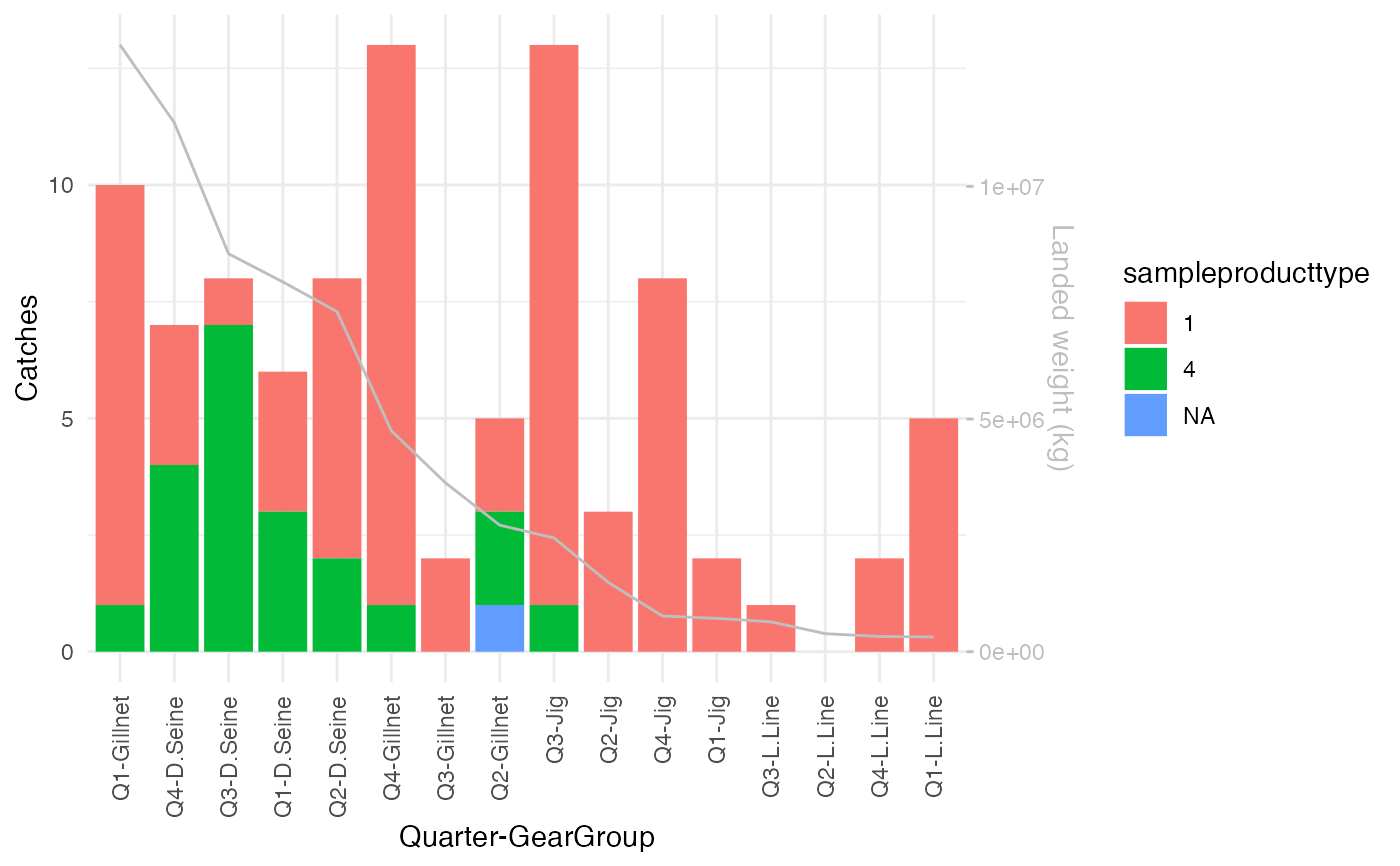 Catches
10
5
0
1e+07
5e+06
0e+00
Landed weight (kg)
sampleproducttype
1
4
NA
Q1-Gillnet
Q4-D.Seine
Q3-D.Seine
Q1-D.Seine
Q2-D.Seine
Q4-Gillnet
Q3-Gillnet
Q2-Gillnet
Q3-Jig
Q2-Jig
Q4-Jig
Q1-Jig
Q3-L.Line
Q2-L.Line
Q4-L.Line
Q1-L.Line
Quarter-GearGroup